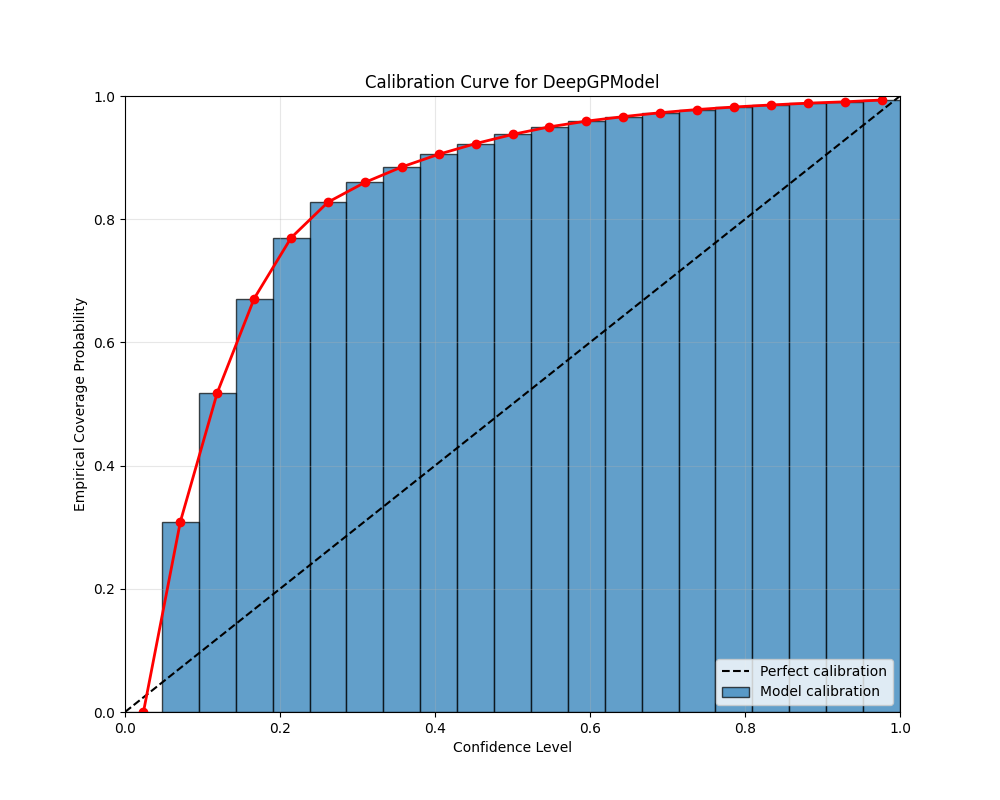 Calibration Curve for DeepGPModel
1.0
0.8
0.6
0.4
0.2
0.0
Empirical Coverage Probability
0.0 0.2 0.4 0.6 0.8 1.0
Confidence Level
Perfect calibration
Model calibration